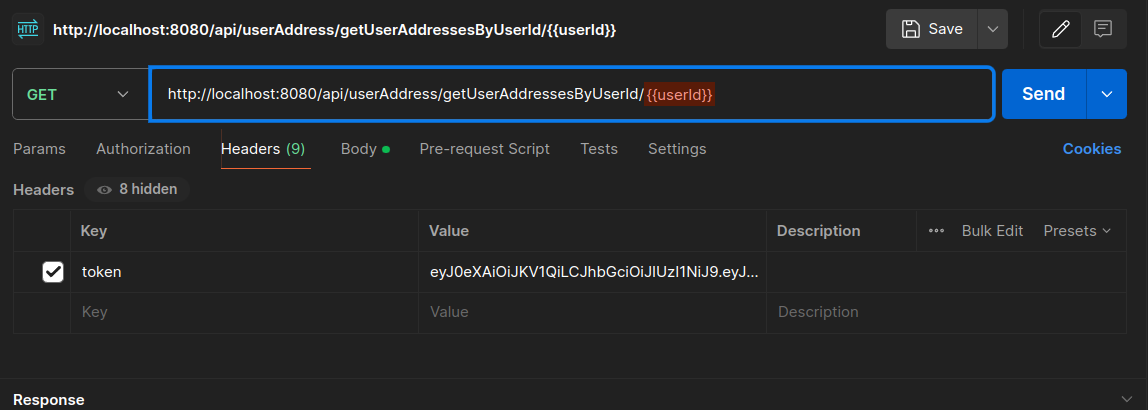 HTTP http://localhost:8080/api/userAddress/getUserAddressesByUserId/{{userId}} Save
GET http://localhost:8080/api/userAddress/getUserAddressesByUserId/{{userId}} Send
Params Authorization Headers (9) Body Pre-request Script Tests Settings Cookies
Headers 8 hidden
Key Value Description ••• Bulk Edit Presets
token eyJ0eXAiOiJKV1QiLCJhbGciOiJIUzI1NiJ9.eyJ...
Key Value Description
Response